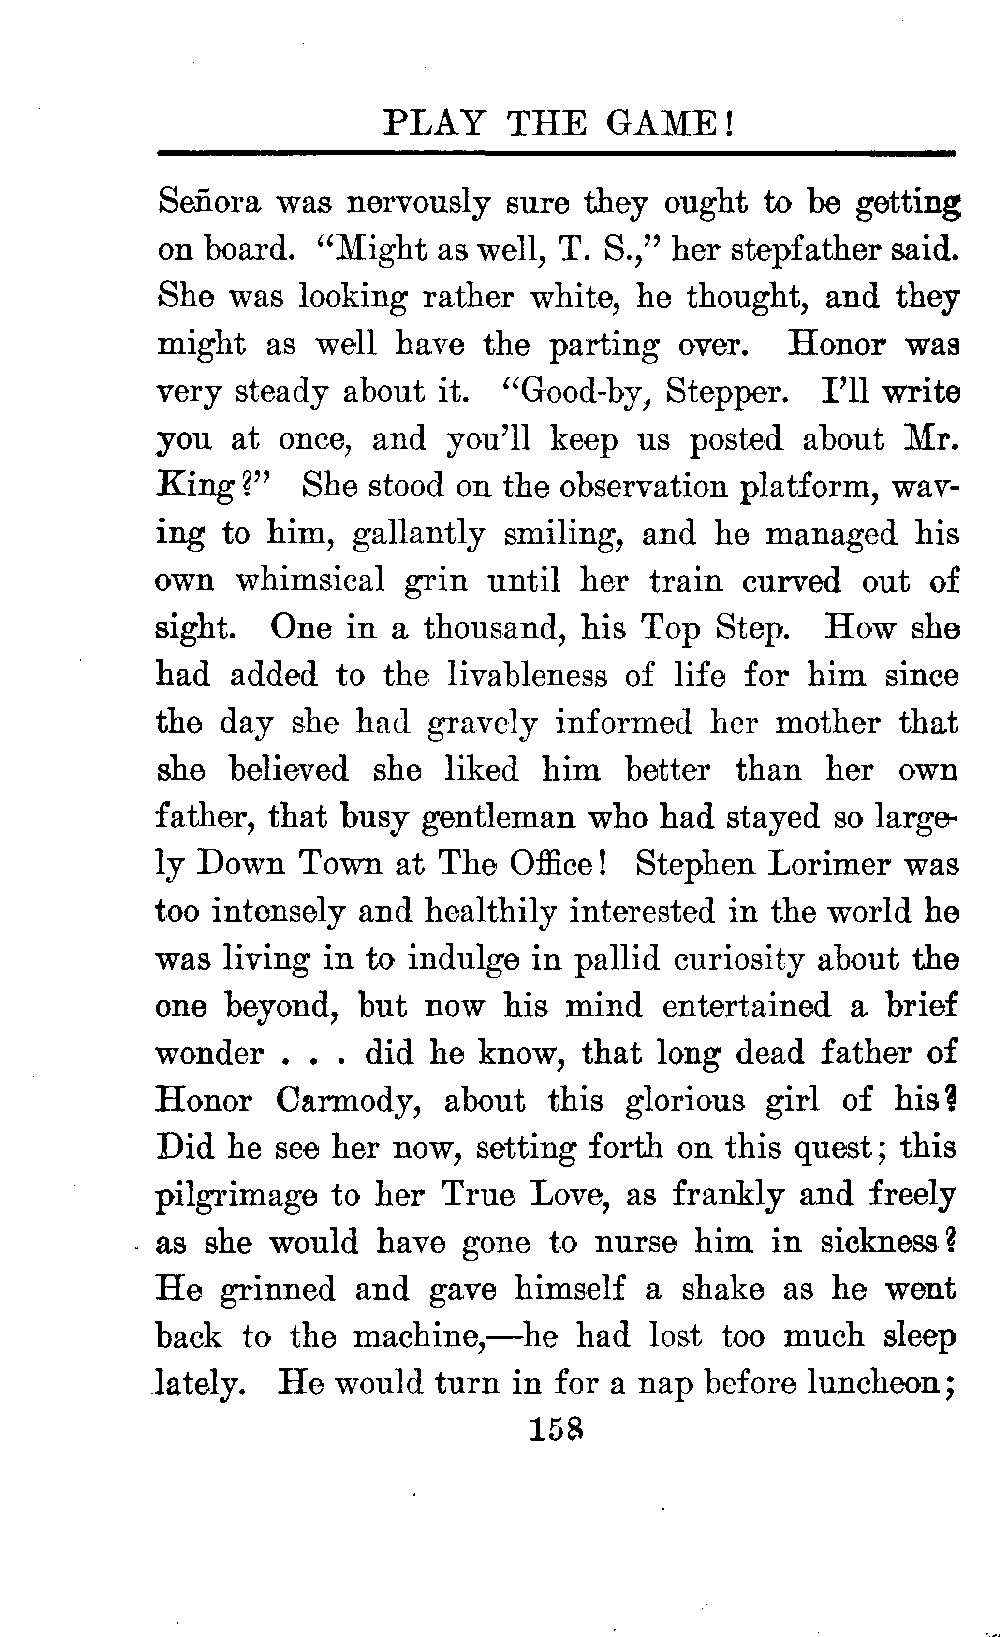 PLAY THE GAME!
Señora was nervously sure they ought to be getting
on board. “Might as well, T. S.,” her stepfather said.
She was looking rather white, he thought, and they
might as well have the parting over. Honor was
very steady about it. “Good-by, Stepper. I’ll write
you at once, and you’ll keep us posted about Mr.
King?” She stood on the observation platform, wav-
ing to him, gallantly smiling, and he managed his
own whimsical grin until her train curved out of
sight. One in a thousand, his Top Step. How she
had added to the livableness of life for him since
the day she had gravely informed her mother that
she believed she liked him better than her own
father, that busy gentleman who had stayed so large-
ly Down Town at The Office! Stephen Lorimer was
too intensely and healthily interested in the world he
was living in to indulge in pallid curiosity about the
one beyond, but now his mind entertained a brief
wonder . . . did he know, that long dead father of
Honor Carmody, about this glorious girl of his?
Did he see her now, setting forth on this quest; this
pilgrimage to her True Love, as frankly and freely
as she would have gone to nurse him in sickness?
He grinned and gave himself a shake as he went
back to the machine,—he had lost too much sleep
lately. He would turn in for a nap before luncheon;
158